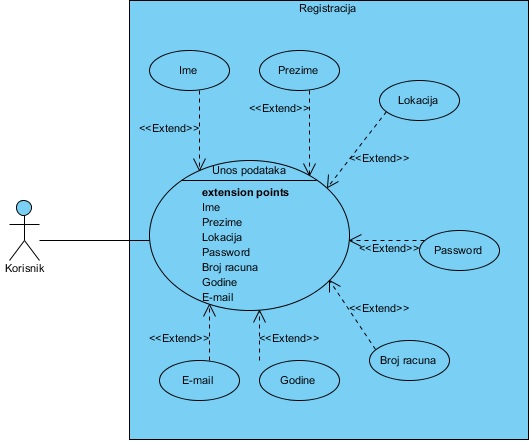 Registracija
Ime
Prezime
Lokacija
<<Extend>>
<<Extend>>
<<Extend>>
Unos podataka
extension points
Ime
Prezime
Lokacija
Password
Broj racuna
Godine
E-mail
<<Extend>>
Password
Korisnik
<<Extend>>
<<Extend>>
<<Extend>>
Broj racuna
E-mail
Godine